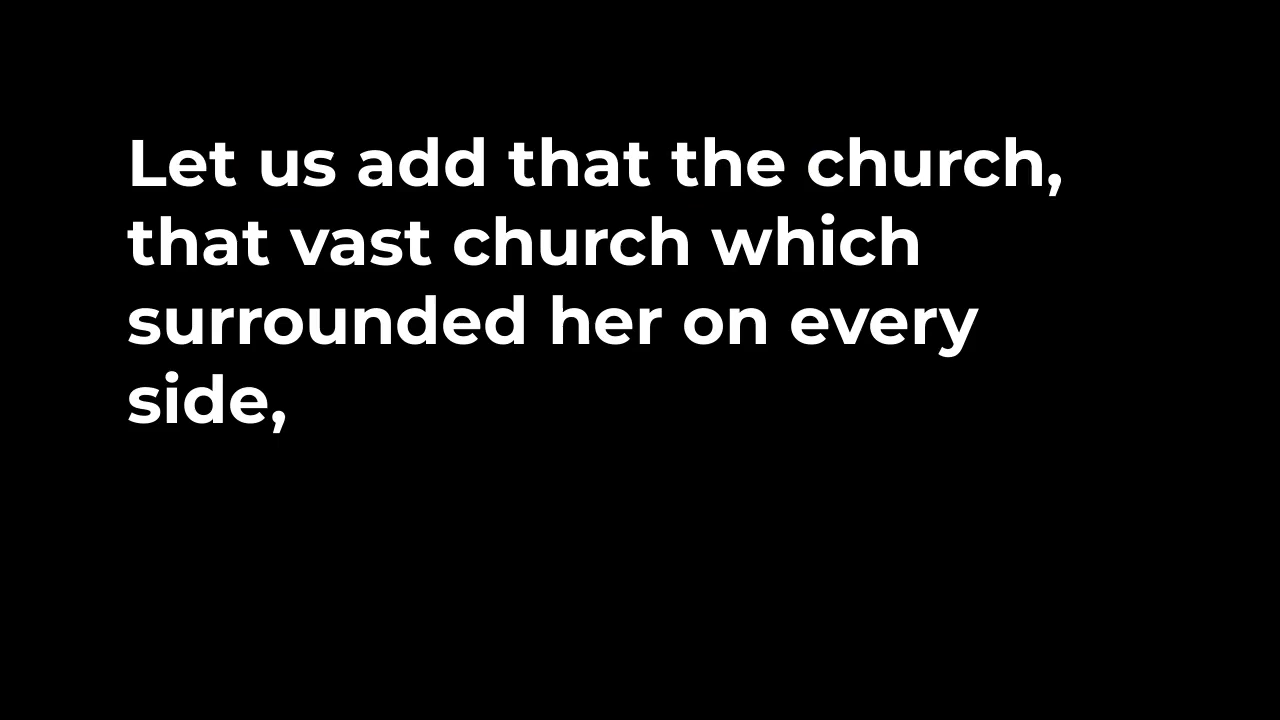 Let us add that the church,
that vast church which
surrounded her on every
side,